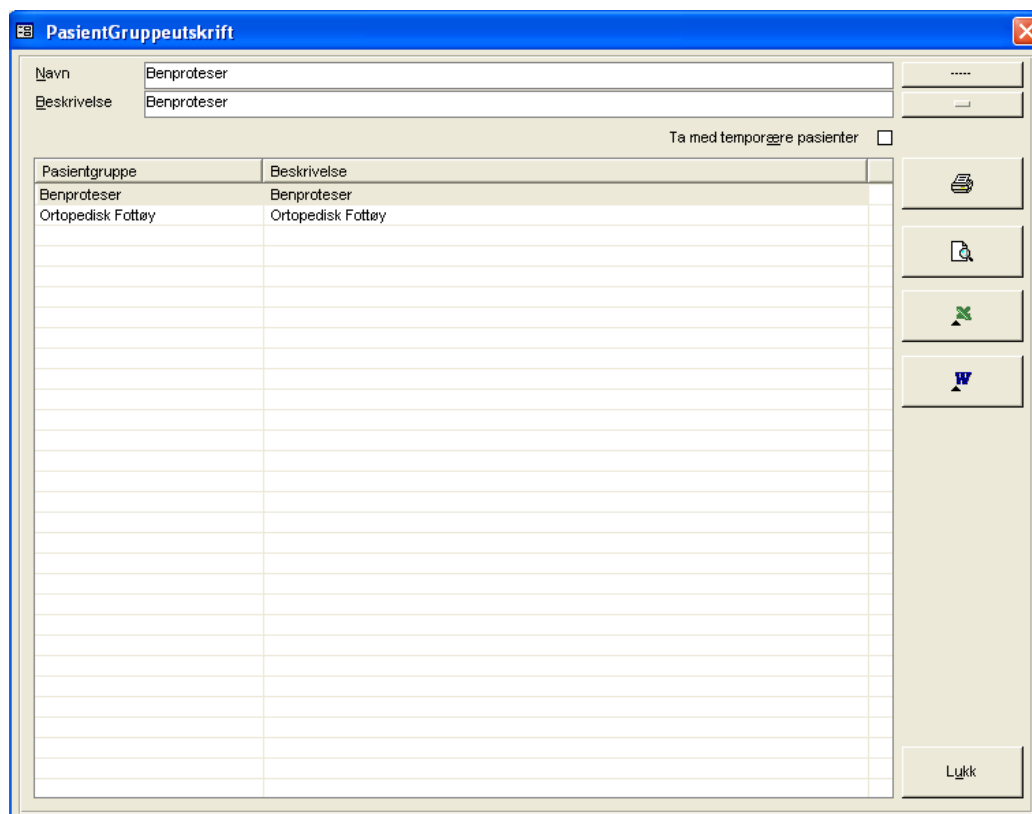 PasientGruppeutskrift
Navn Benproteser -----
Beskrivelse Benproteser
Ta med temporære pasienter
Pasientgruppe Beskrivelse
Benproteser Benproteser
Ortopedisk Fottøy Ortopedisk Fottøy
W
Lukk